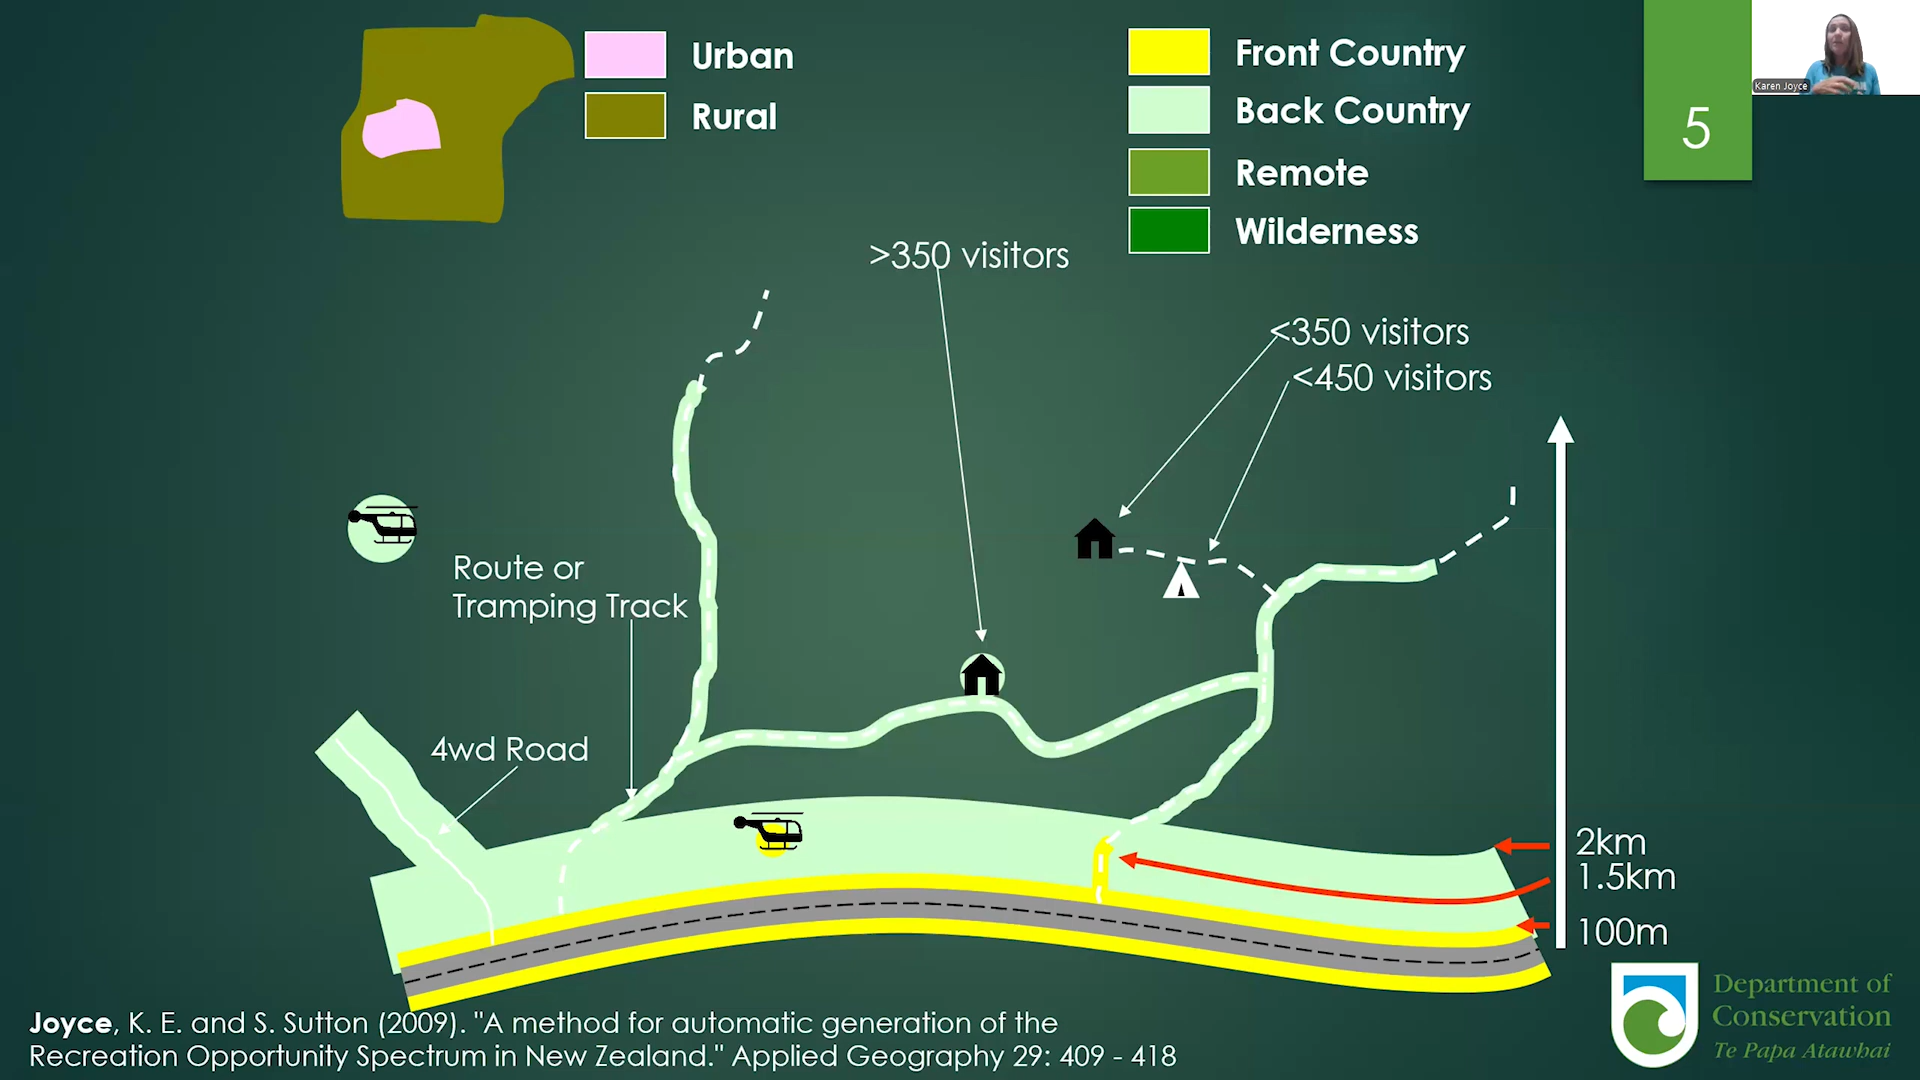 Urban
Rural
Front Country
Back Country
Remote
Wilderness
5
Karen Joyce
>350 visitors
<350 visitors
<450 visitors
Route or
Tramping Track
4wd Road
2km
1.5km
100m
Joyce, K. E. and S. Sutton (2009). "A method for automatic generation of the
Recreation Opportunity Spectrum in New Zealand." Applied Geography 29: 409 - 418
Department of
Conservation
Te Papa Atawhai